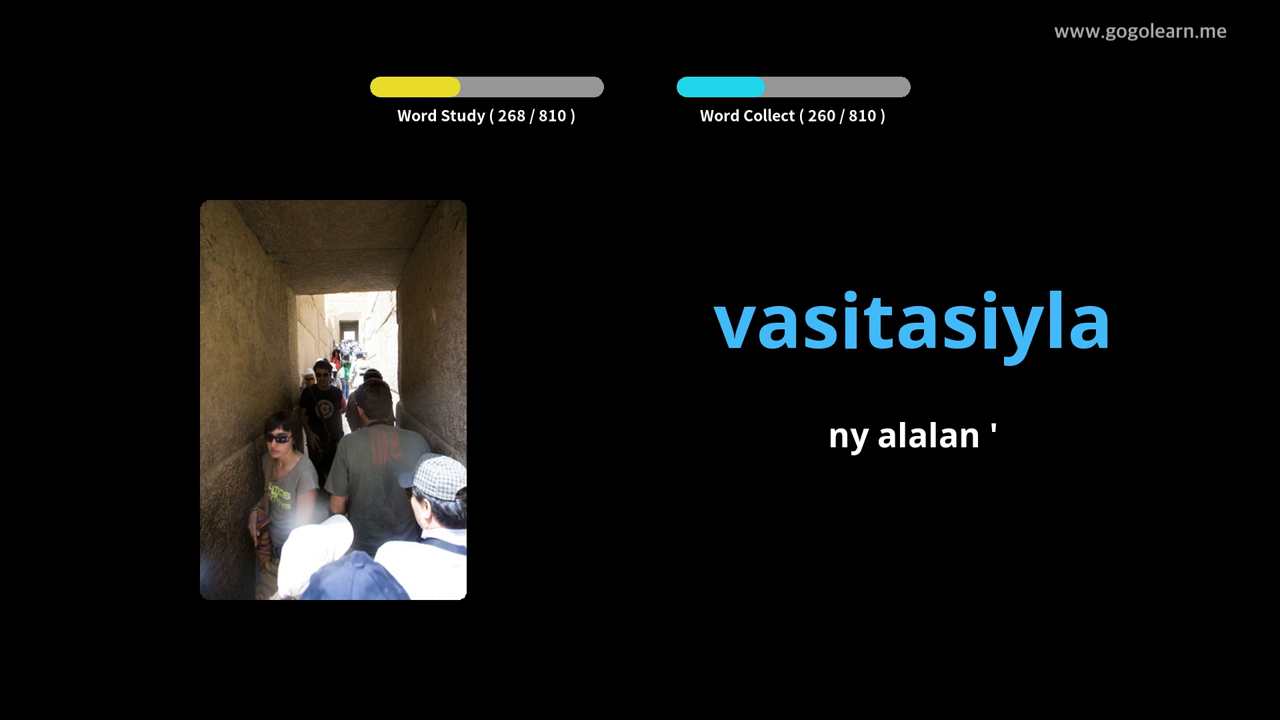 www.gogolearn.me
Word Study ( 268 / 810 )
Word Collect ( 260 / 810 )
vasitasiyla
ny alalan '